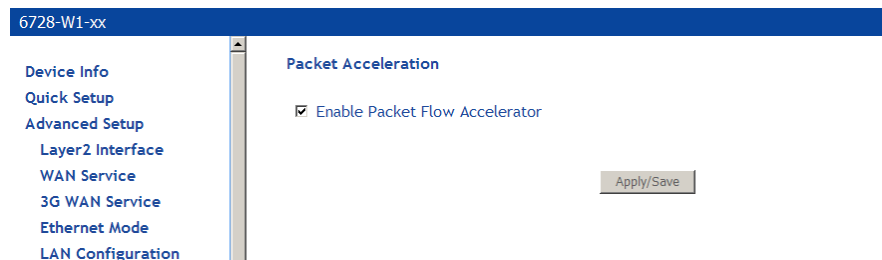 6728-W1-xx
Device Info
Quick Setup
Advanced Setup
Layer2 Interface
WAN Service
3G WAN Service
Ethernet Mode
LAN Configuration
Packet Acceleration
Enable Packet Flow Accelerator
Apply/Save